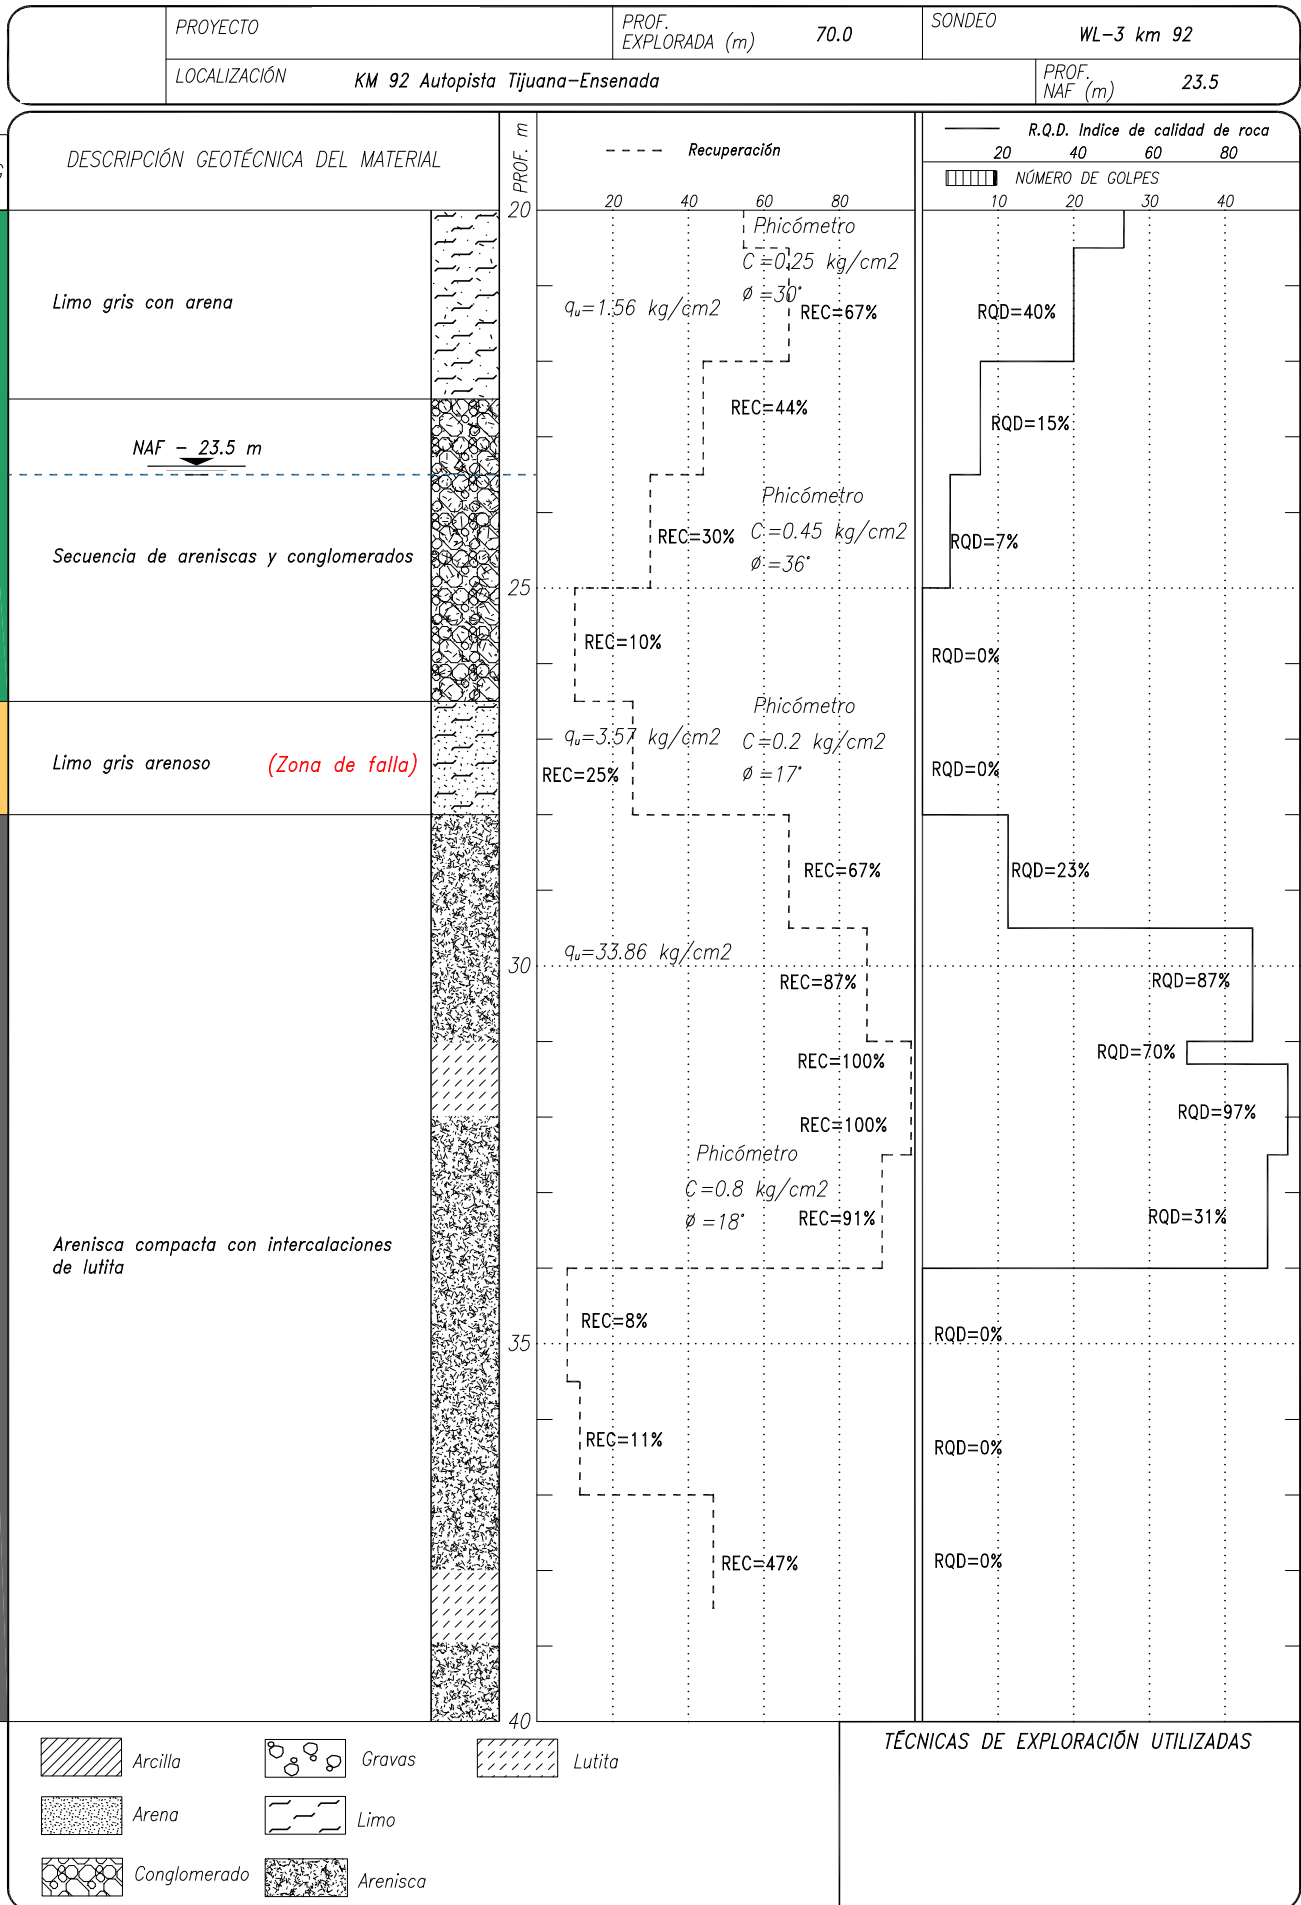 PROYECTO
PROF.
EXPLORADA (m)
70.0
SONDEO
WL-3 km 92
LOCALIZACIÓN
KM 92 Autopista Tijuana-Ensenada
PROF.
NAF (m)
23.5
DESCRIPCIÓN GEOTÉCNICA DEL MATERIAL
PROF. m
Recuperación
20 40 60 80
R.Q.D. Indice de calidad de roca
20 40 60 80
NÚMERO DE GOLPES
10 20 30 40
20
Phicómetro
C =0.25 kg/cm2
ø =30°
Limo gris con arena
qu=1.56 kg/cm2
REC=67%
RQD=40%
REC=44%
RQD=15%
NAF - 23.5 m
Phicómetro
C =0.45 kg/cm2
ø =36°
Secuencia de areniscas y conglomerados
REC=30%
RQD=7%
25
REC=10%
RQD=0%
Phicómetro
C =0.2 kg/cm2
ø =17°
qu=3.57 kg/cm2
Limo gris arenoso
(Zona de falla)
REC=25%
RQD=0%
REC=67%
RQD=23%
qu=33.86 kg/cm2
30
REC=87%
RQD=87%
REC=100%
RQD=70%
REC=100%
RQD=97%
Phicómetro
C =0.8 kg/cm2
ø =18°
REC=91%
RQD=31%
Arenisca compacta con intercalaciones
de lutita
REC=8%
RQD=0%
35
REC=11%
RQD=0%
REC=47%
RQD=0%
40
Arcilla
Gravas
Lutita
Arena
Limo
Conglomerado
Arenisca
TÉCNICAS DE EXPLORACIÓN UTILIZADAS